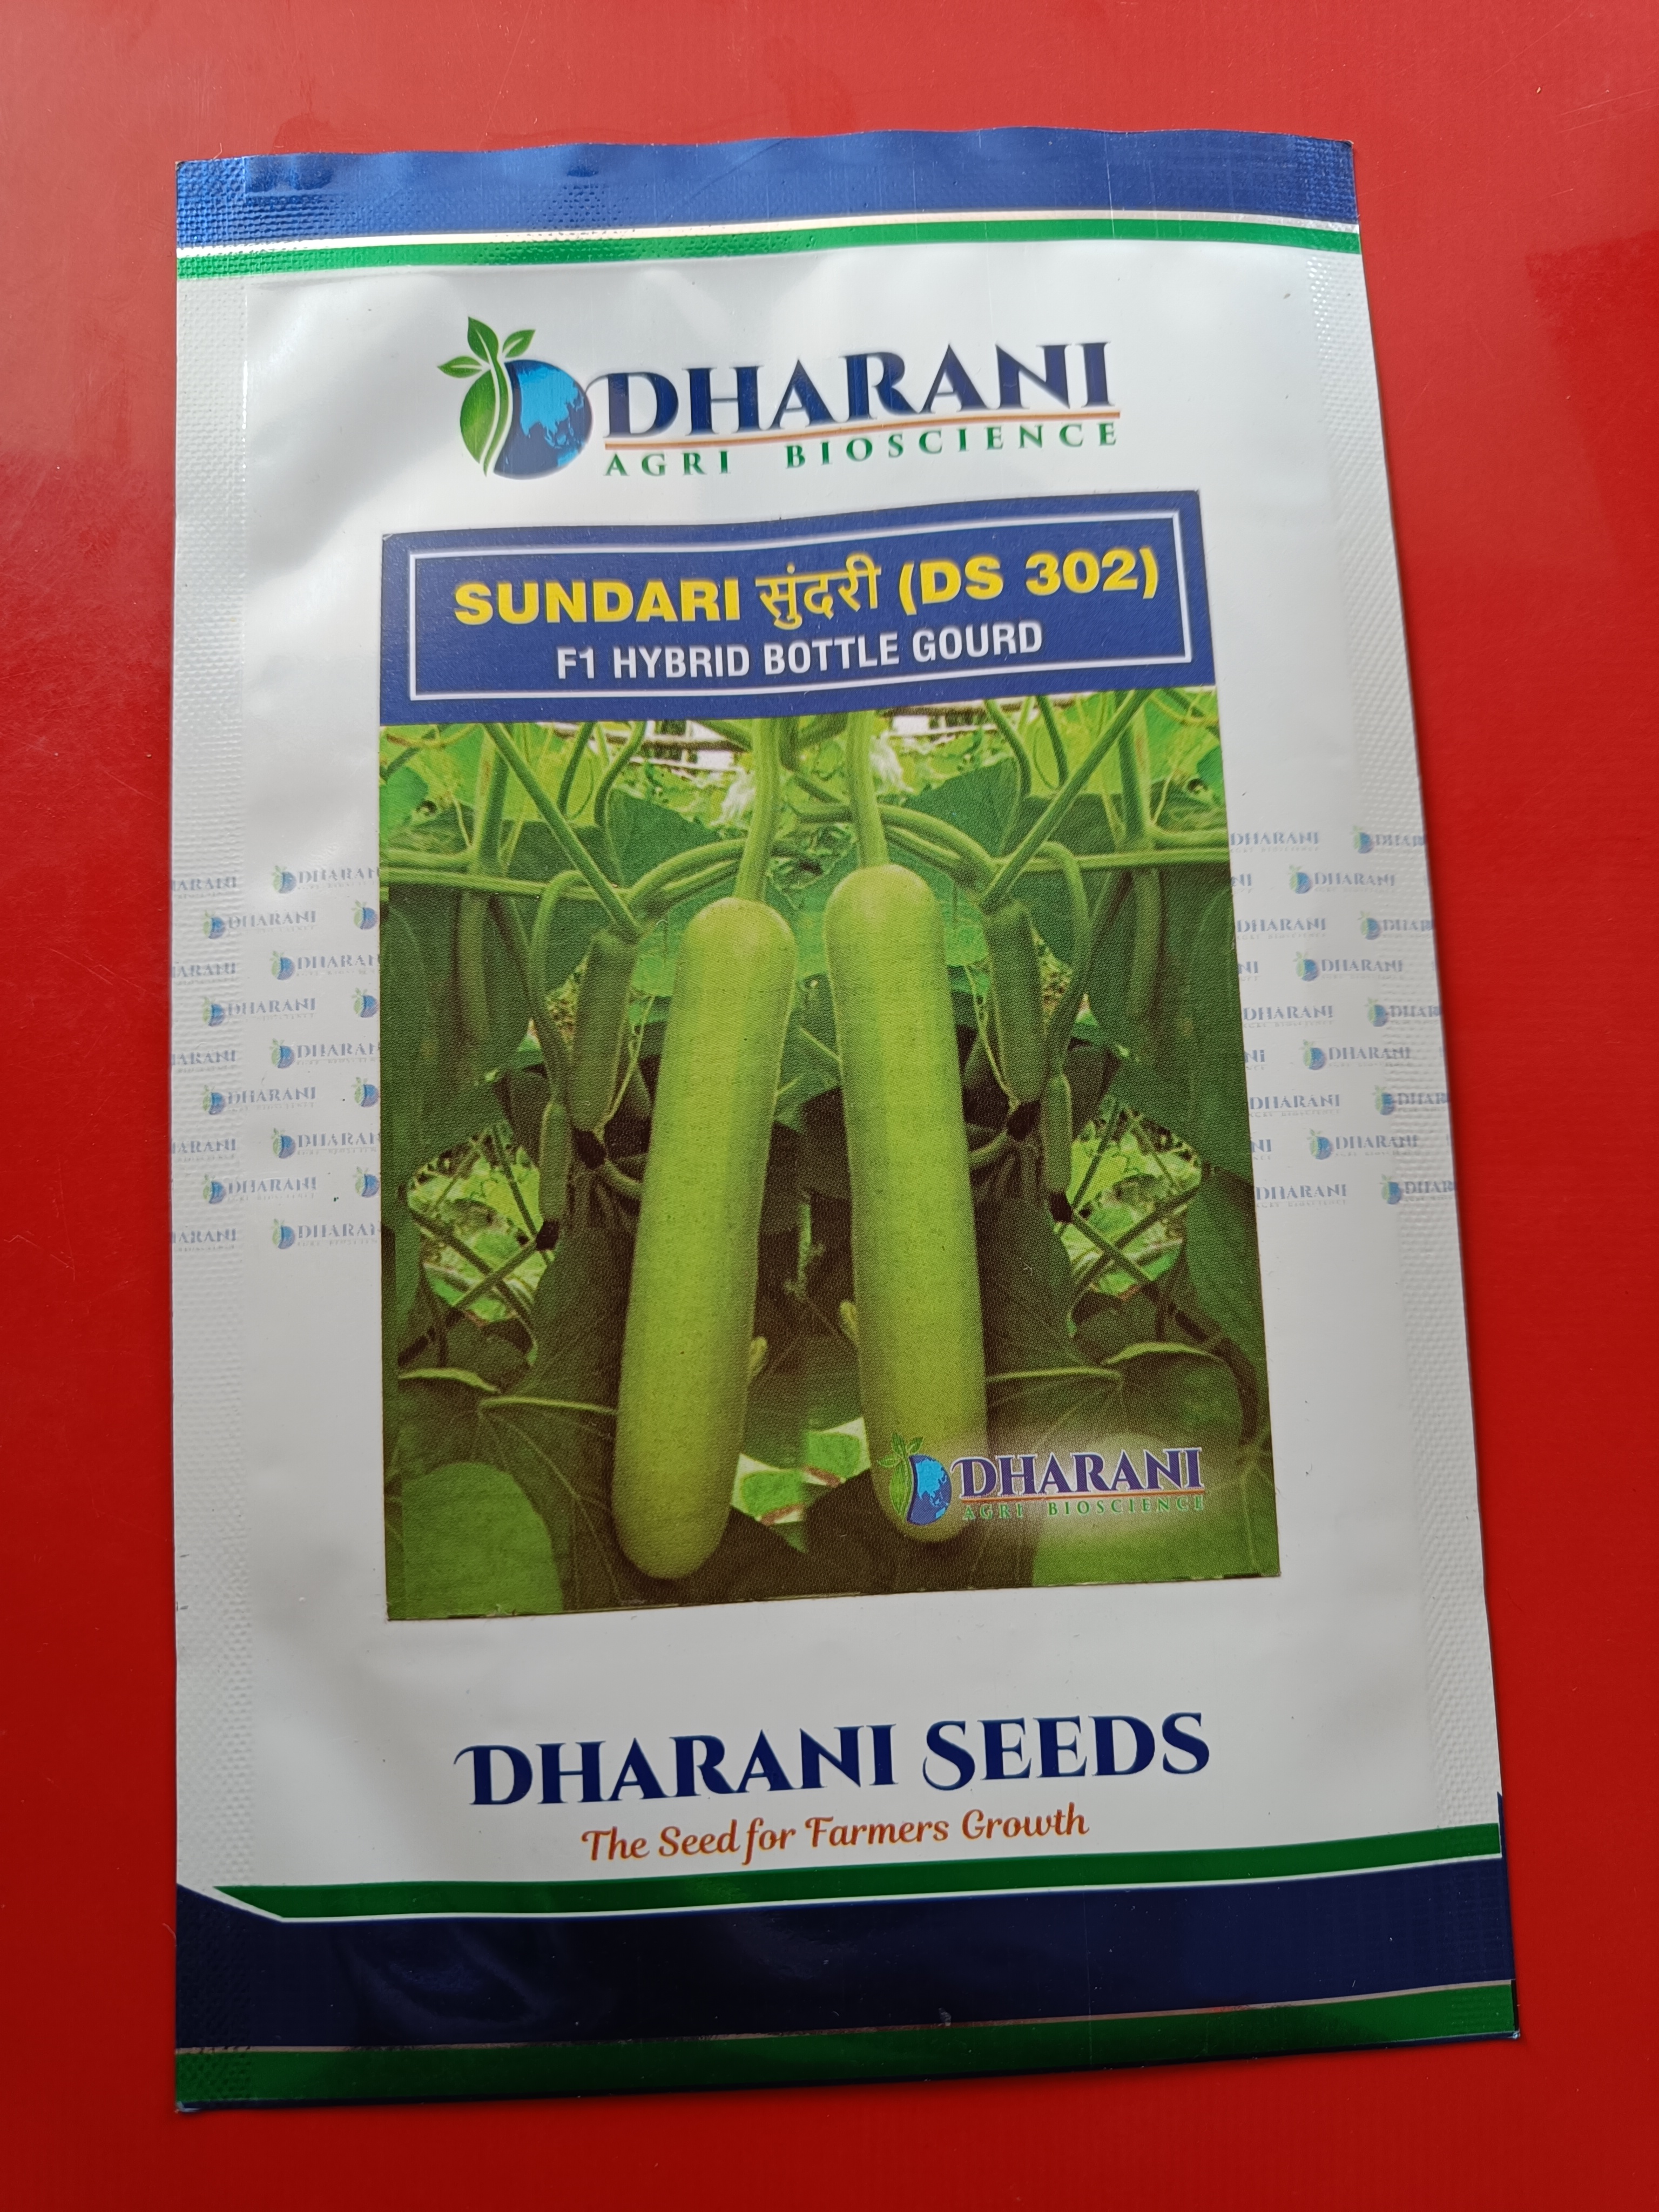 DHARANI
AGRI BIOSCIENCE
SUNDARI सुंदरी (DS 302)
F1 HYBRID BOTTLE GOURD
DHARANI
AGRI BIOSCIENCE
DHARANI SEEDS
The Seed for Farmers Growth